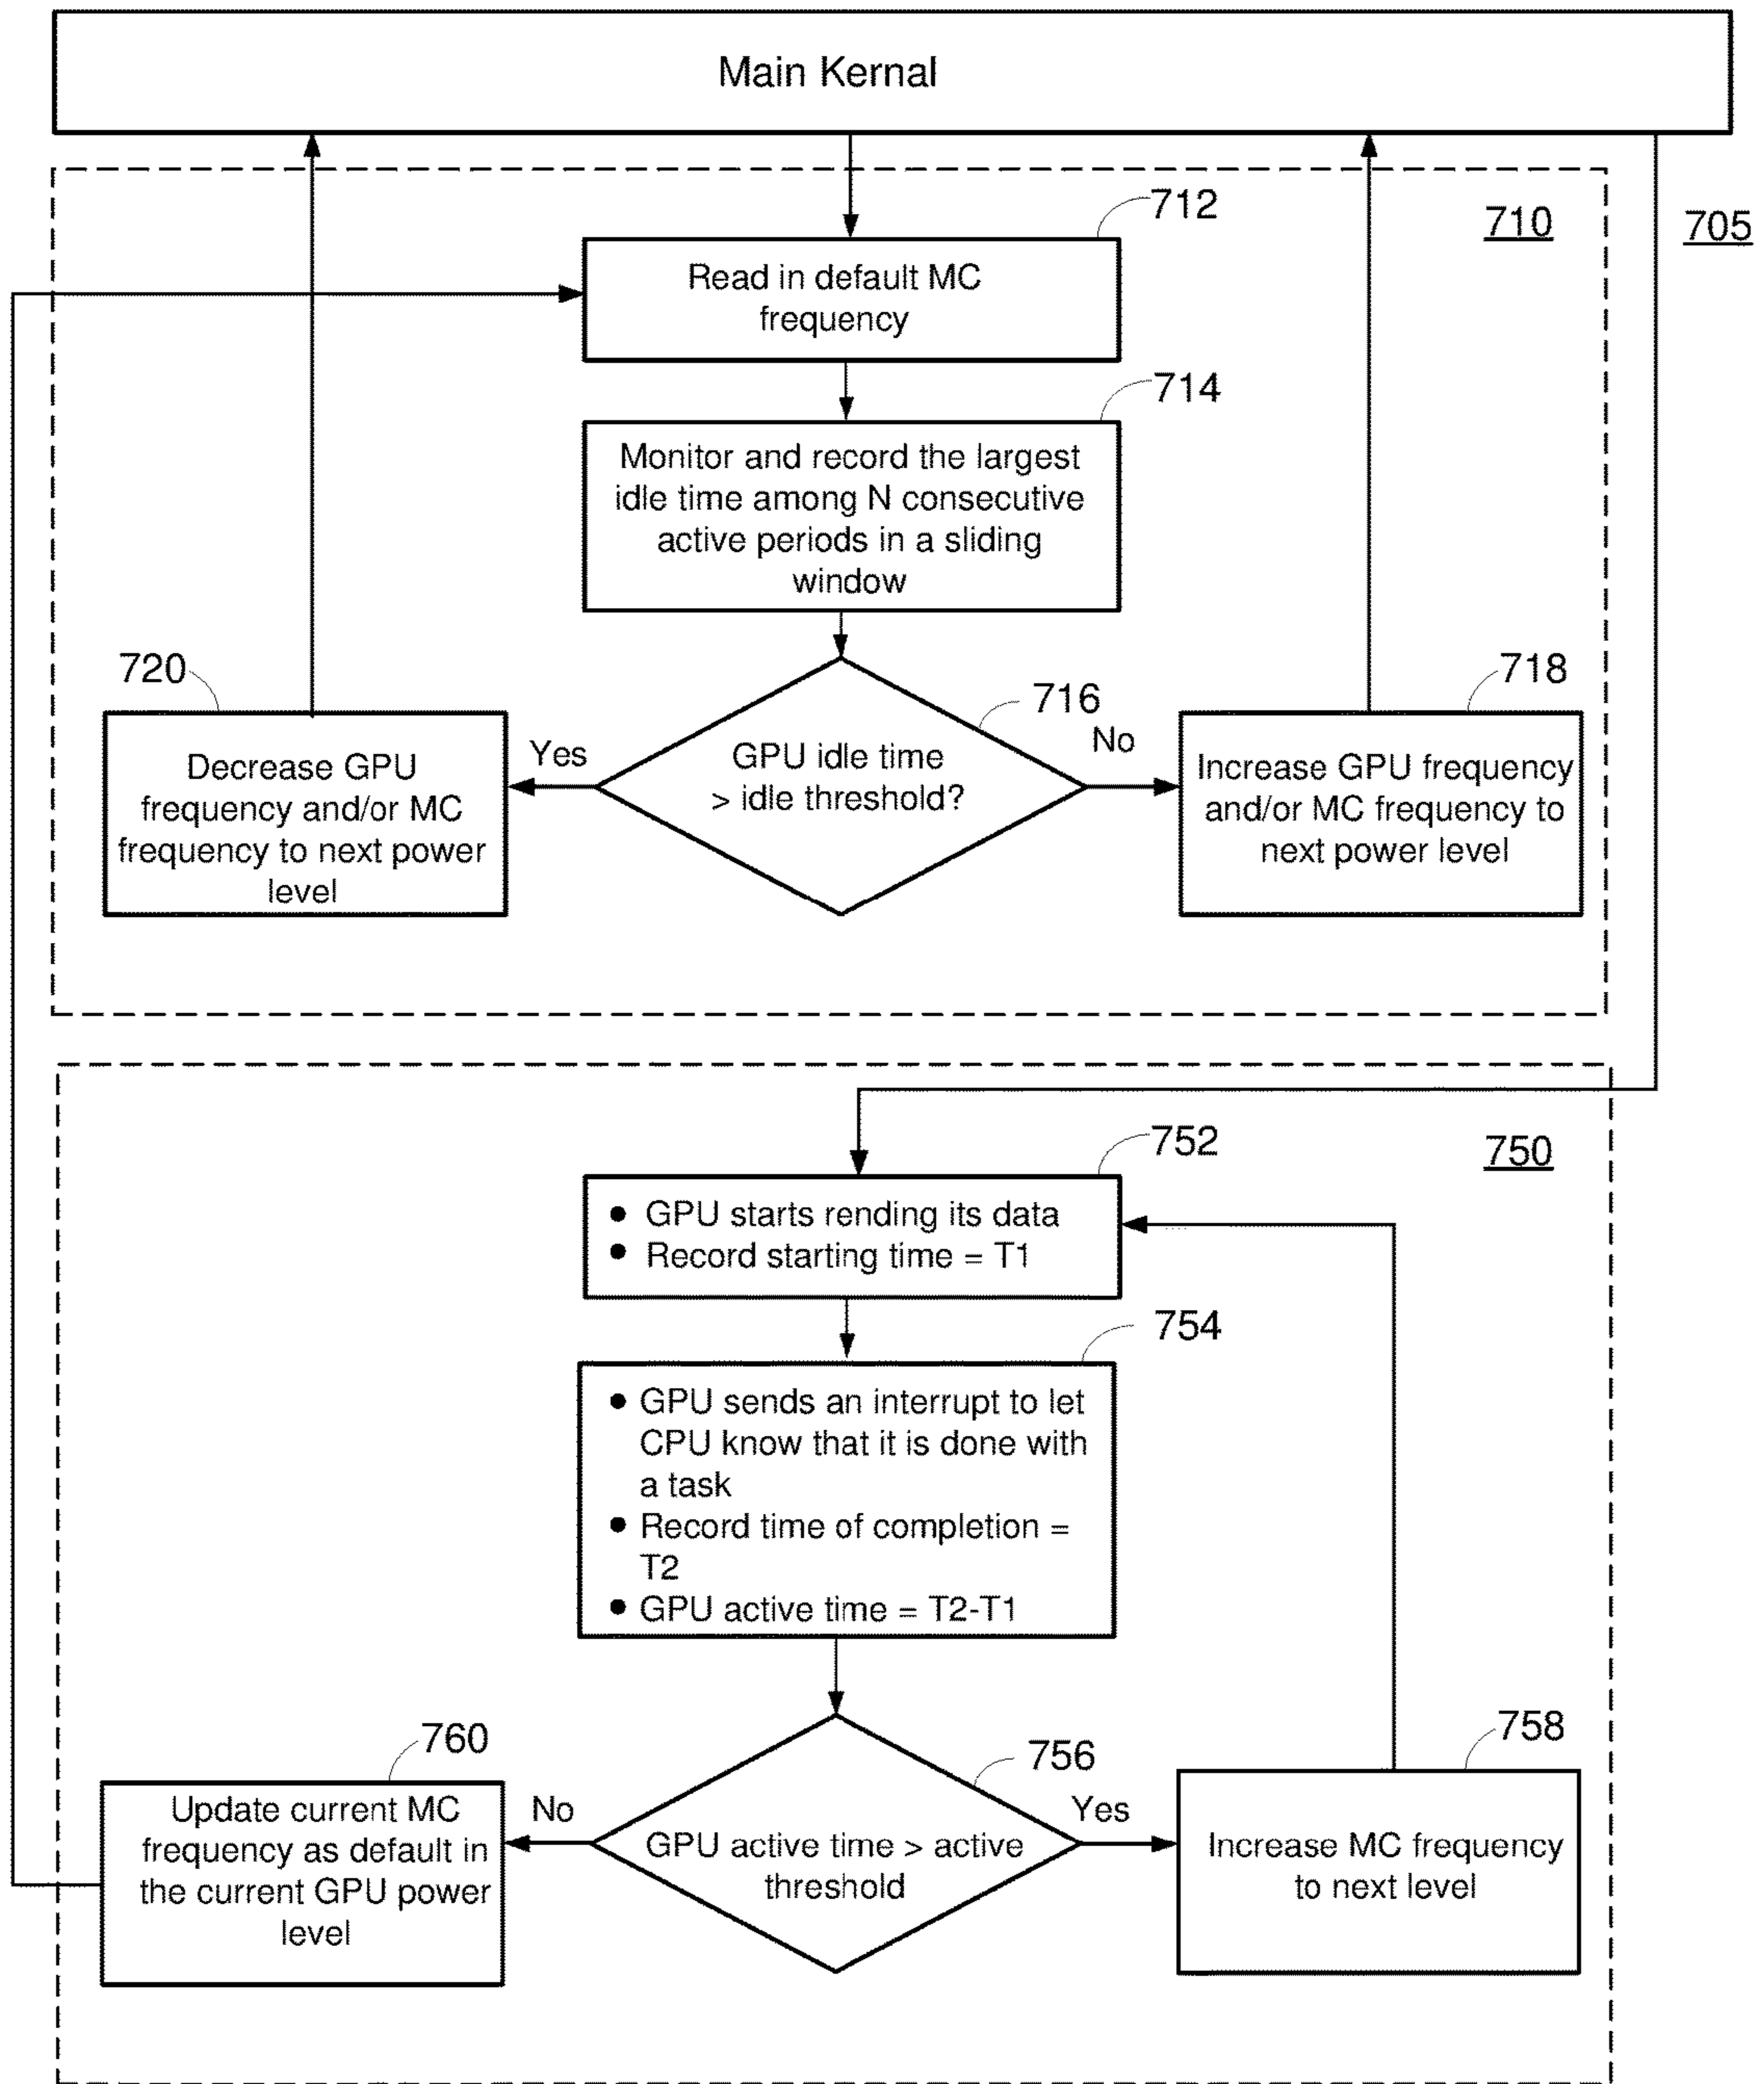 Main Kernal
712
710
705
Read in default MC
frequency
714
Monitor and record the largest
idle time among N consecutive
active periods in a sliding
window
720
716
718
Yes
No
Decrease GPU
frequency and/or MC
frequency to next power
level
GPU idle time
> idle threshold?
Increase GPU frequency
and/or MC frequency to
next power level
752
750
● GPU starts rending its data
● Record starting time = T1
754
● GPU sends an interrupt to let
CPU know that it is done with
a task
● Record time of completion =
T2
● GPU active time = T2-T1
760
756
758
No
Yes
Update current MC
frequency as default in
the current GPU power
level
GPU active time > active
threshold
Increase MC frequency
to next level